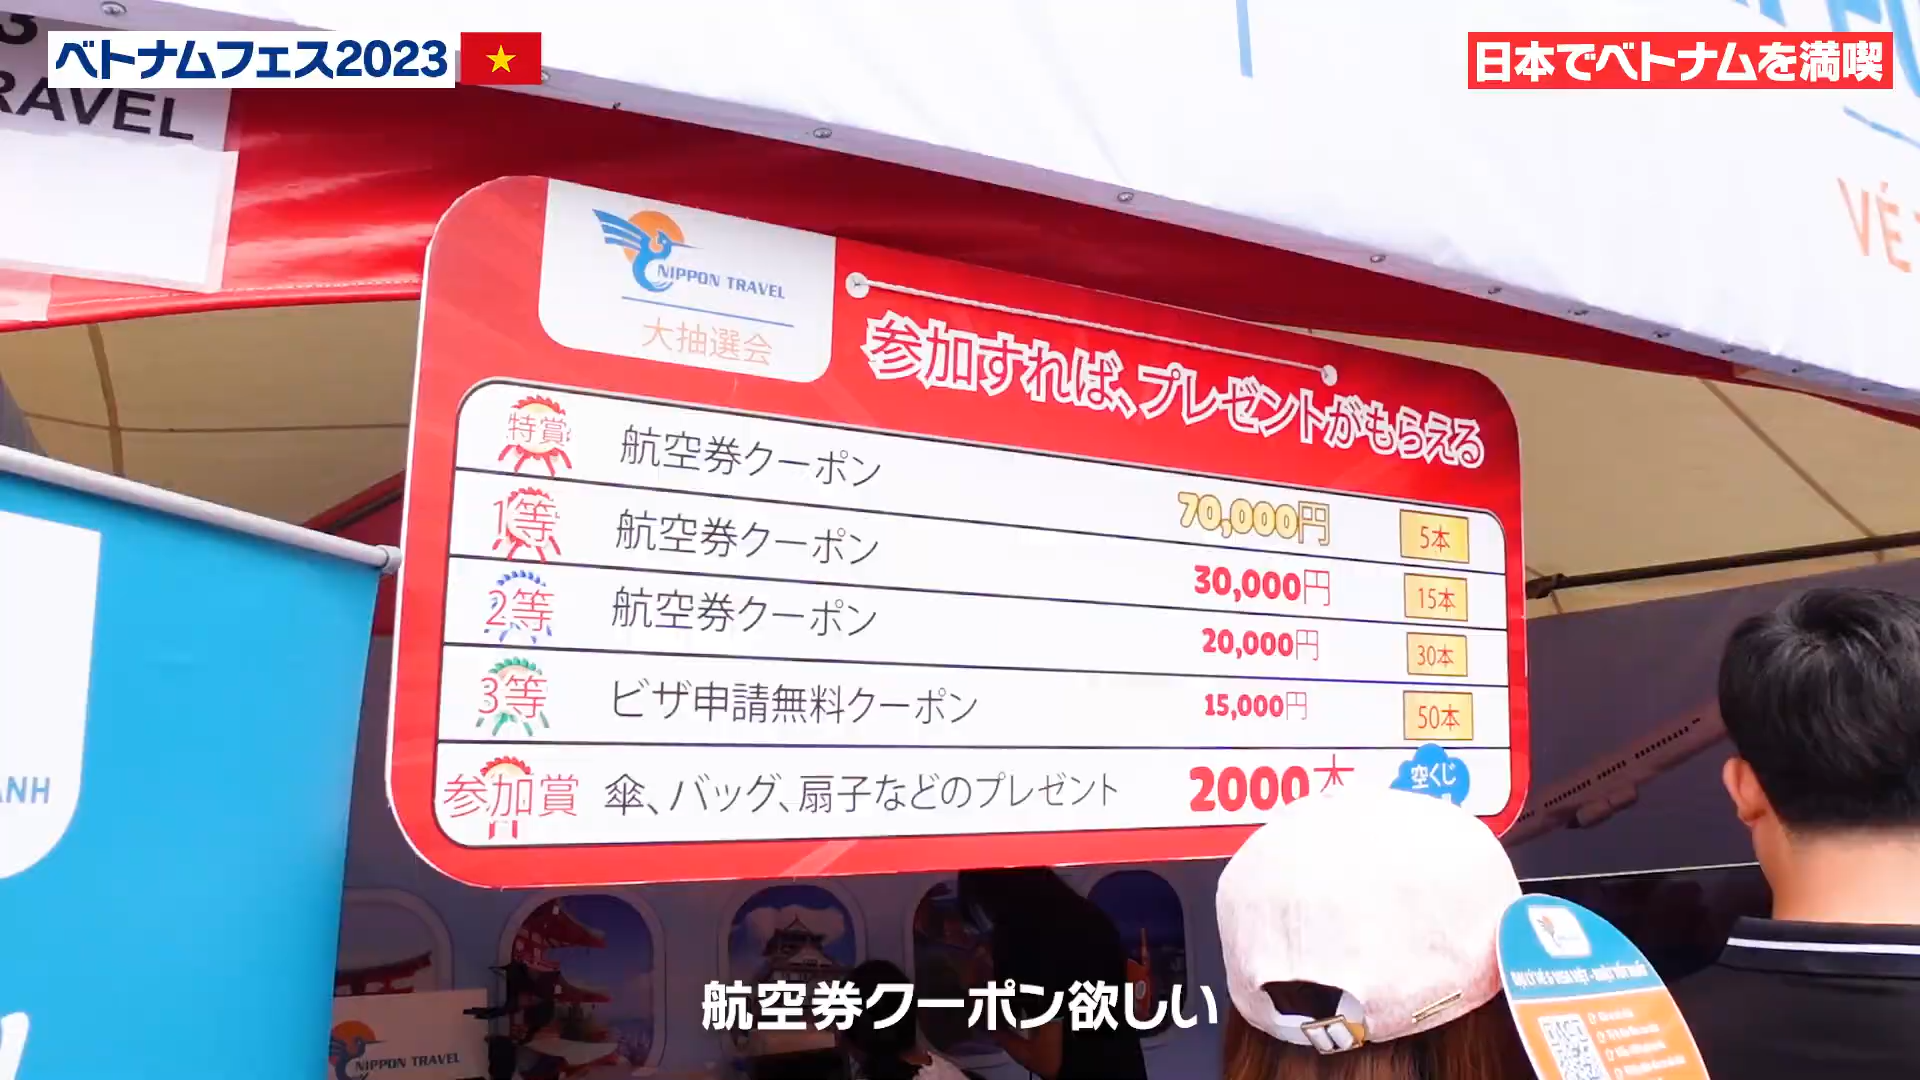 ベトナムフェス2023
日本でベトナムを満喫
RAVEL
NIPPON TRAVEL
大抽選会
参加すれば、プレゼントがもらえる
特賞 航空券クーポン 70,000円 5本
1等 航空券クーポン 30,000円 15本
2等 航空券クーポン 20,000円 30本
3等 ビザ申請無料クーポン 15,000円 50本
参加賞 傘、バッグ、扇子などのプレゼント 2000本 空くじ
VÉ
ANH
NIPPON TRAVEL
航空券クーポン欲しい